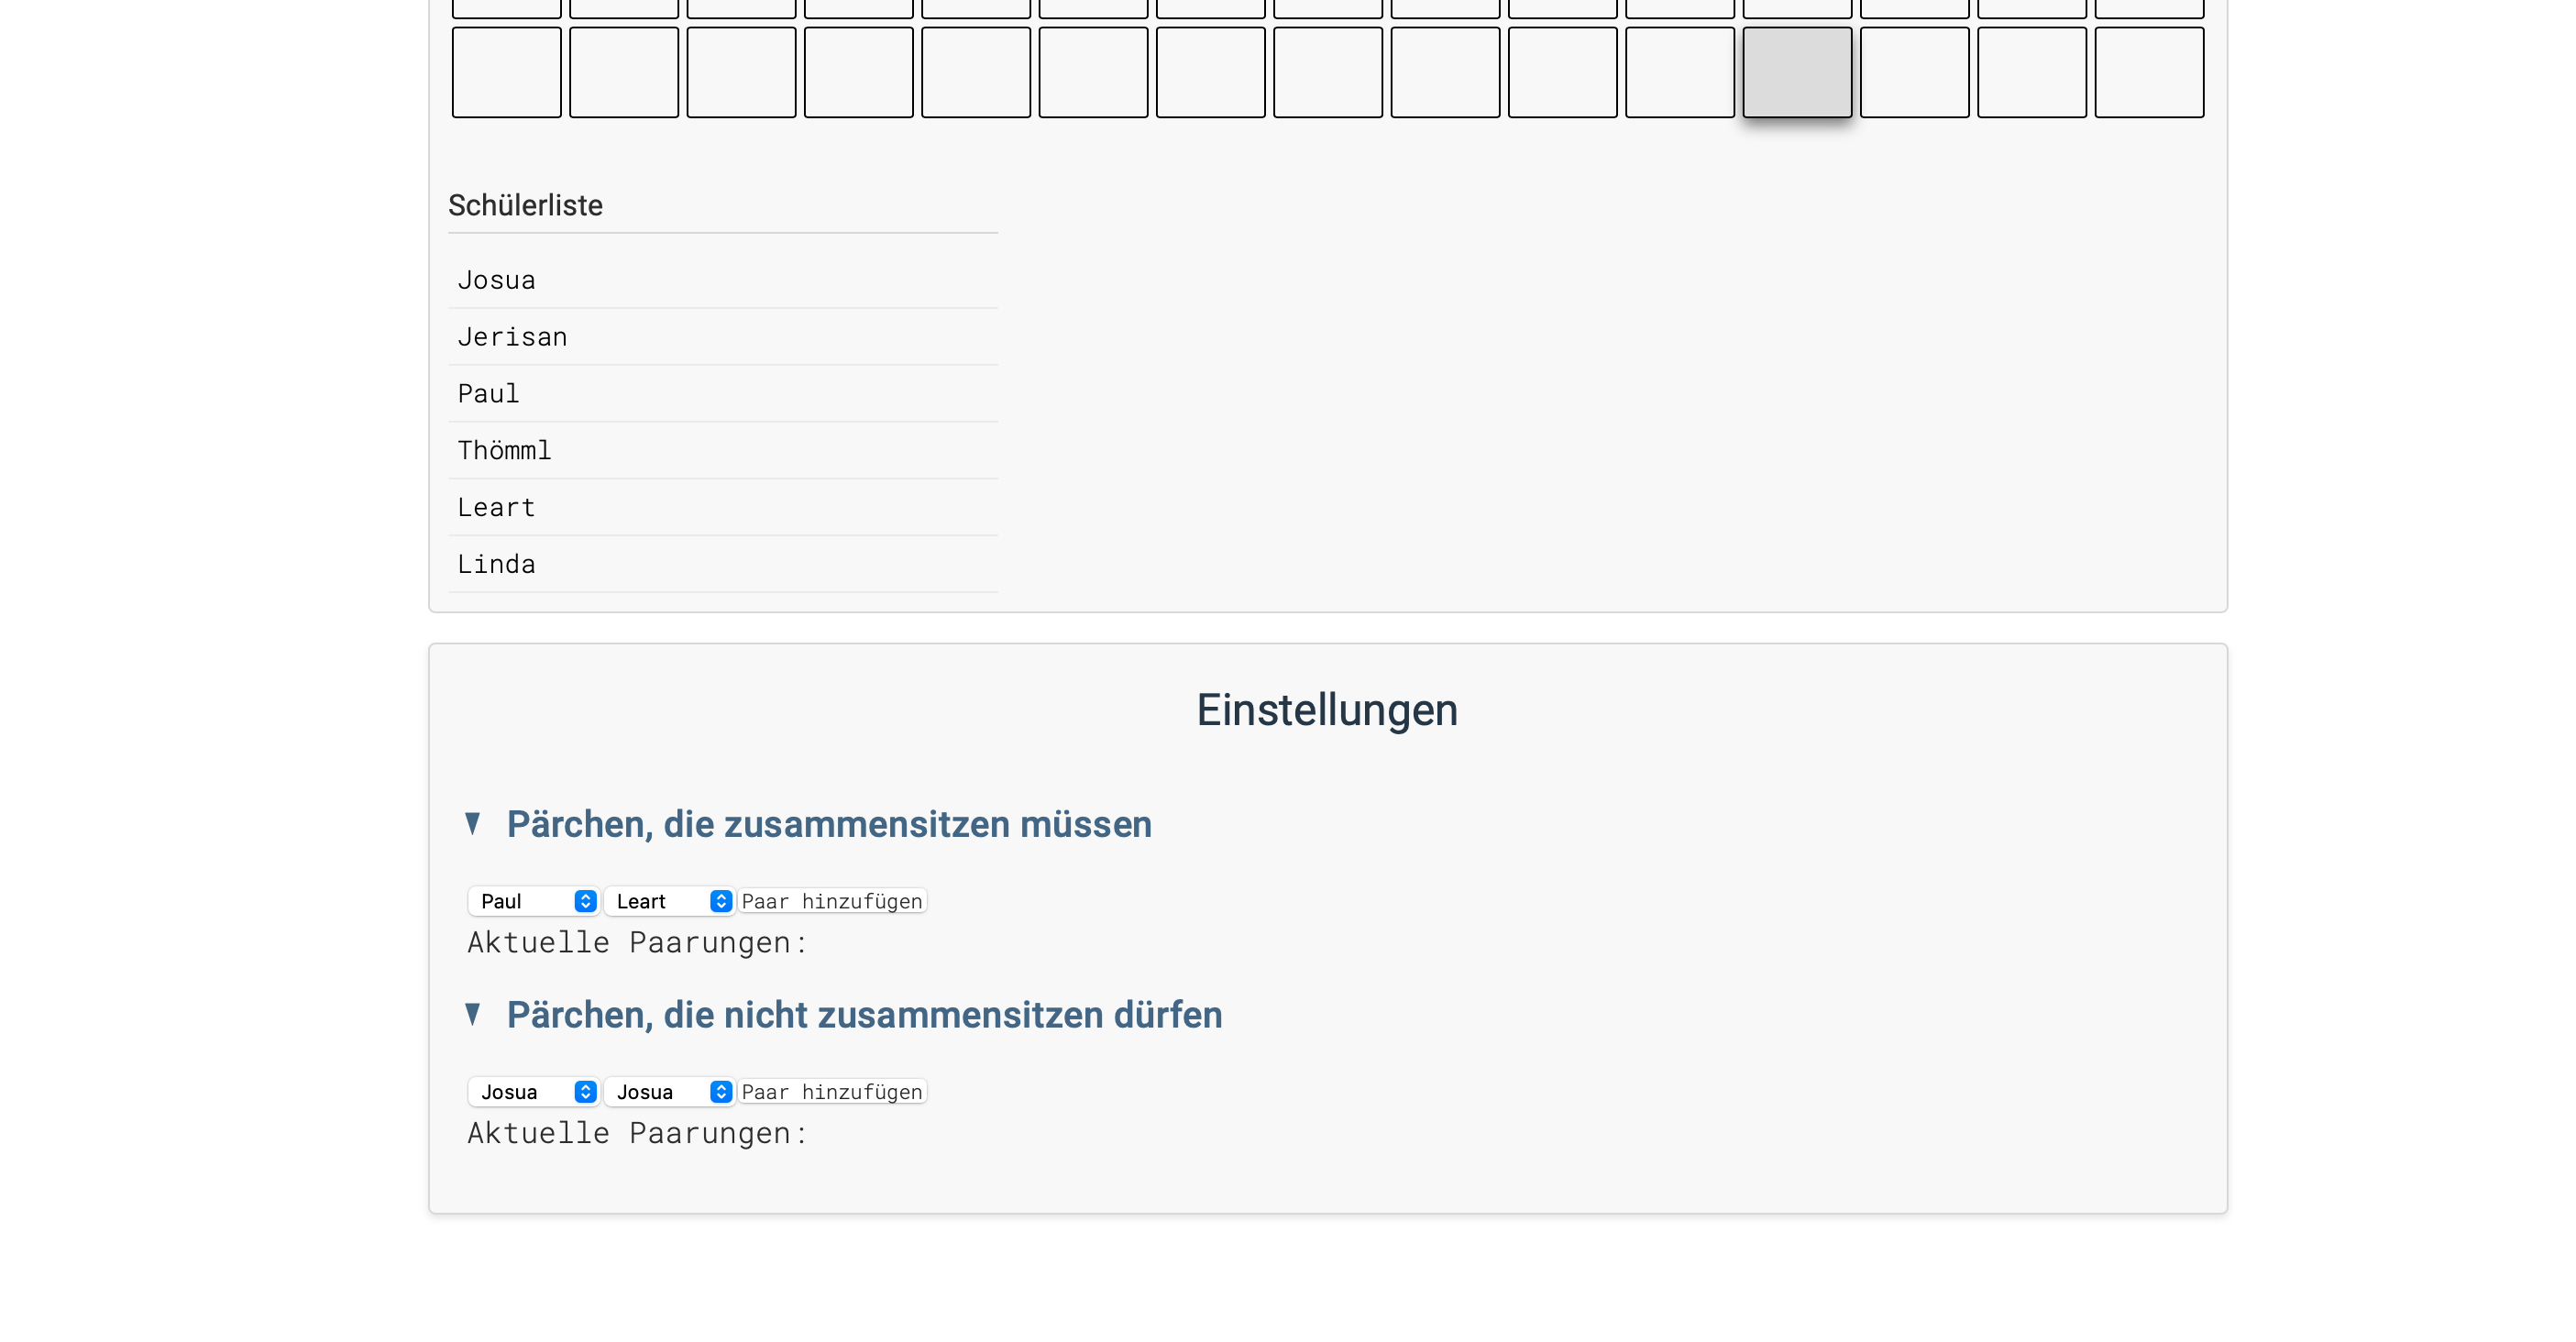 Schülerliste
Josua
Jerisan
Paul
Thömml
Leart
Linda
Einstellungen
Pärchen, die zusammensitzen müssen
Paul Leart Paar hinzufügen
Aktuelle Paarungen:
Pärchen, die nicht zusammensitzen dürfen
Josua Josua Paar hinzufügen
Aktuelle Paarungen: